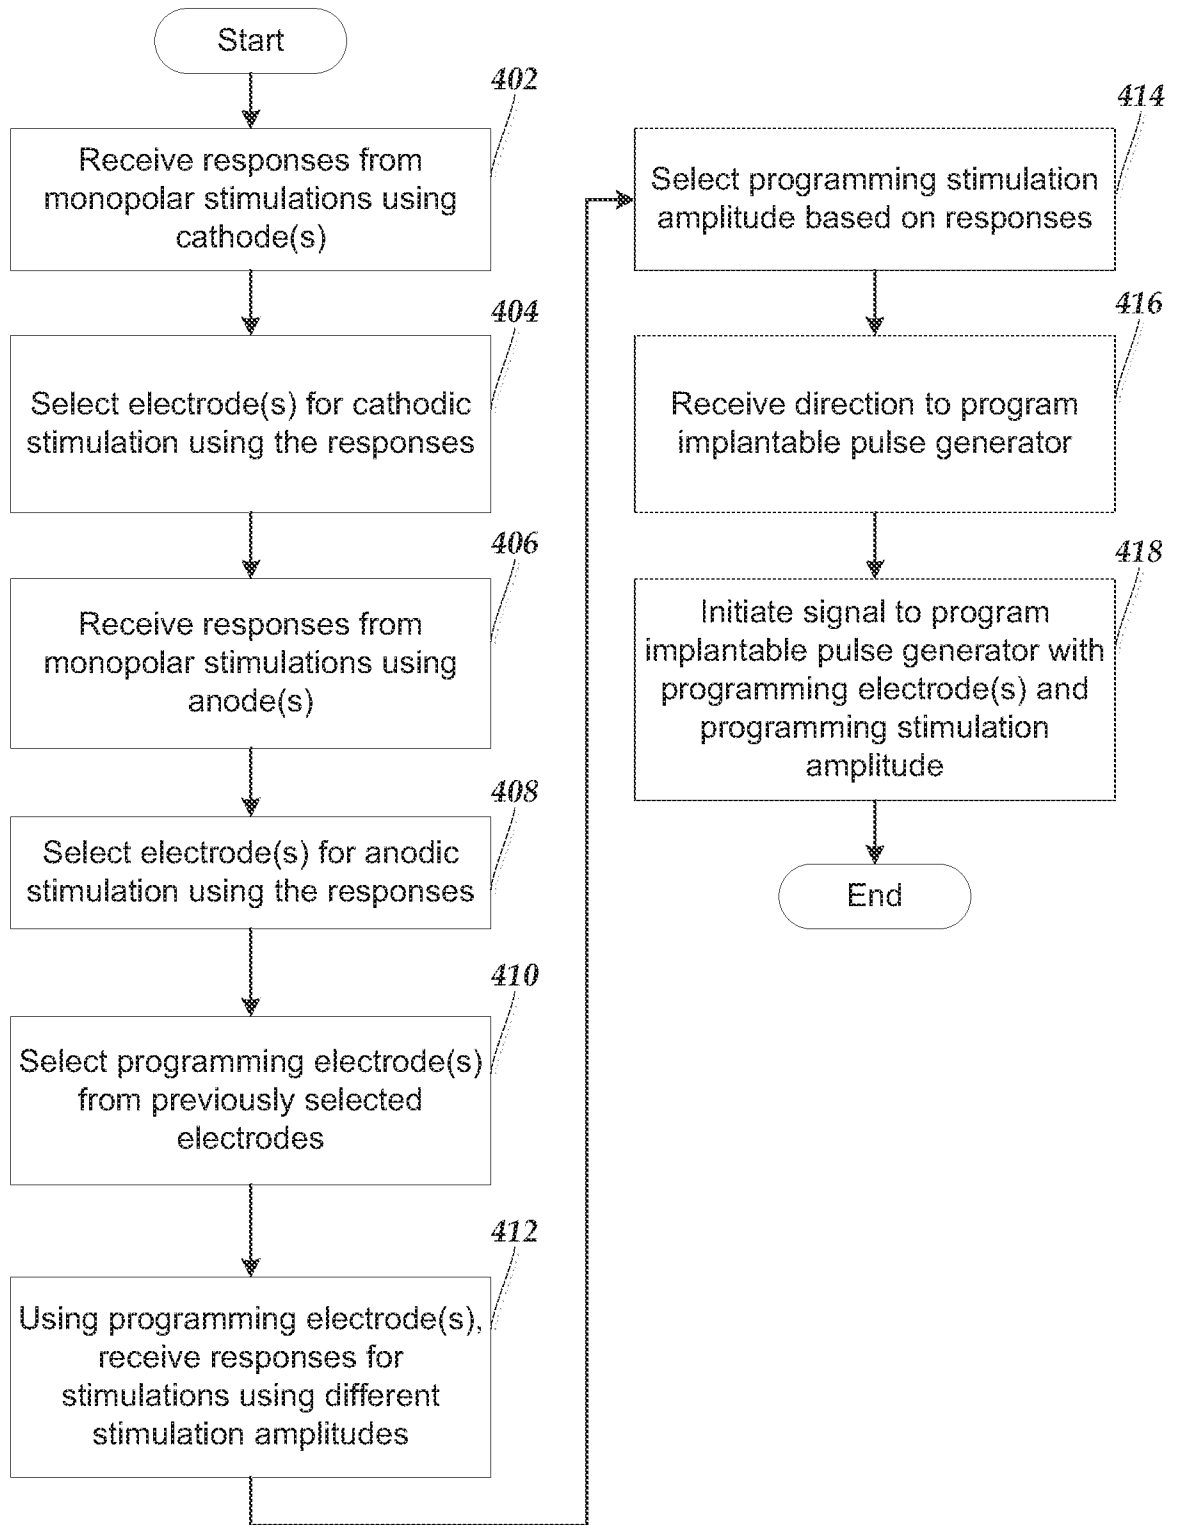 Start
402
Receive responses from
monopolar stimulations using
cathode(s)
404
Select electrode(s) for cathodic
stimulation using the responses
406
Receive responses from
monopolar stimulations using
anode(s)
408
Select electrode(s) for anodic
stimulation using the responses
410
Select programming electrode(s)
from previously selected
electrodes
412
Using programming electrode(s),
receive responses for
stimulations using different
stimulation amplitudes
414
Select programming stimulation
amplitude based on responses
416
Receive direction to program
implantable pulse generator
418
Initiate signal to program
implantable pulse generator with
programming electrode(s) and
programming stimulation
amplitude
End